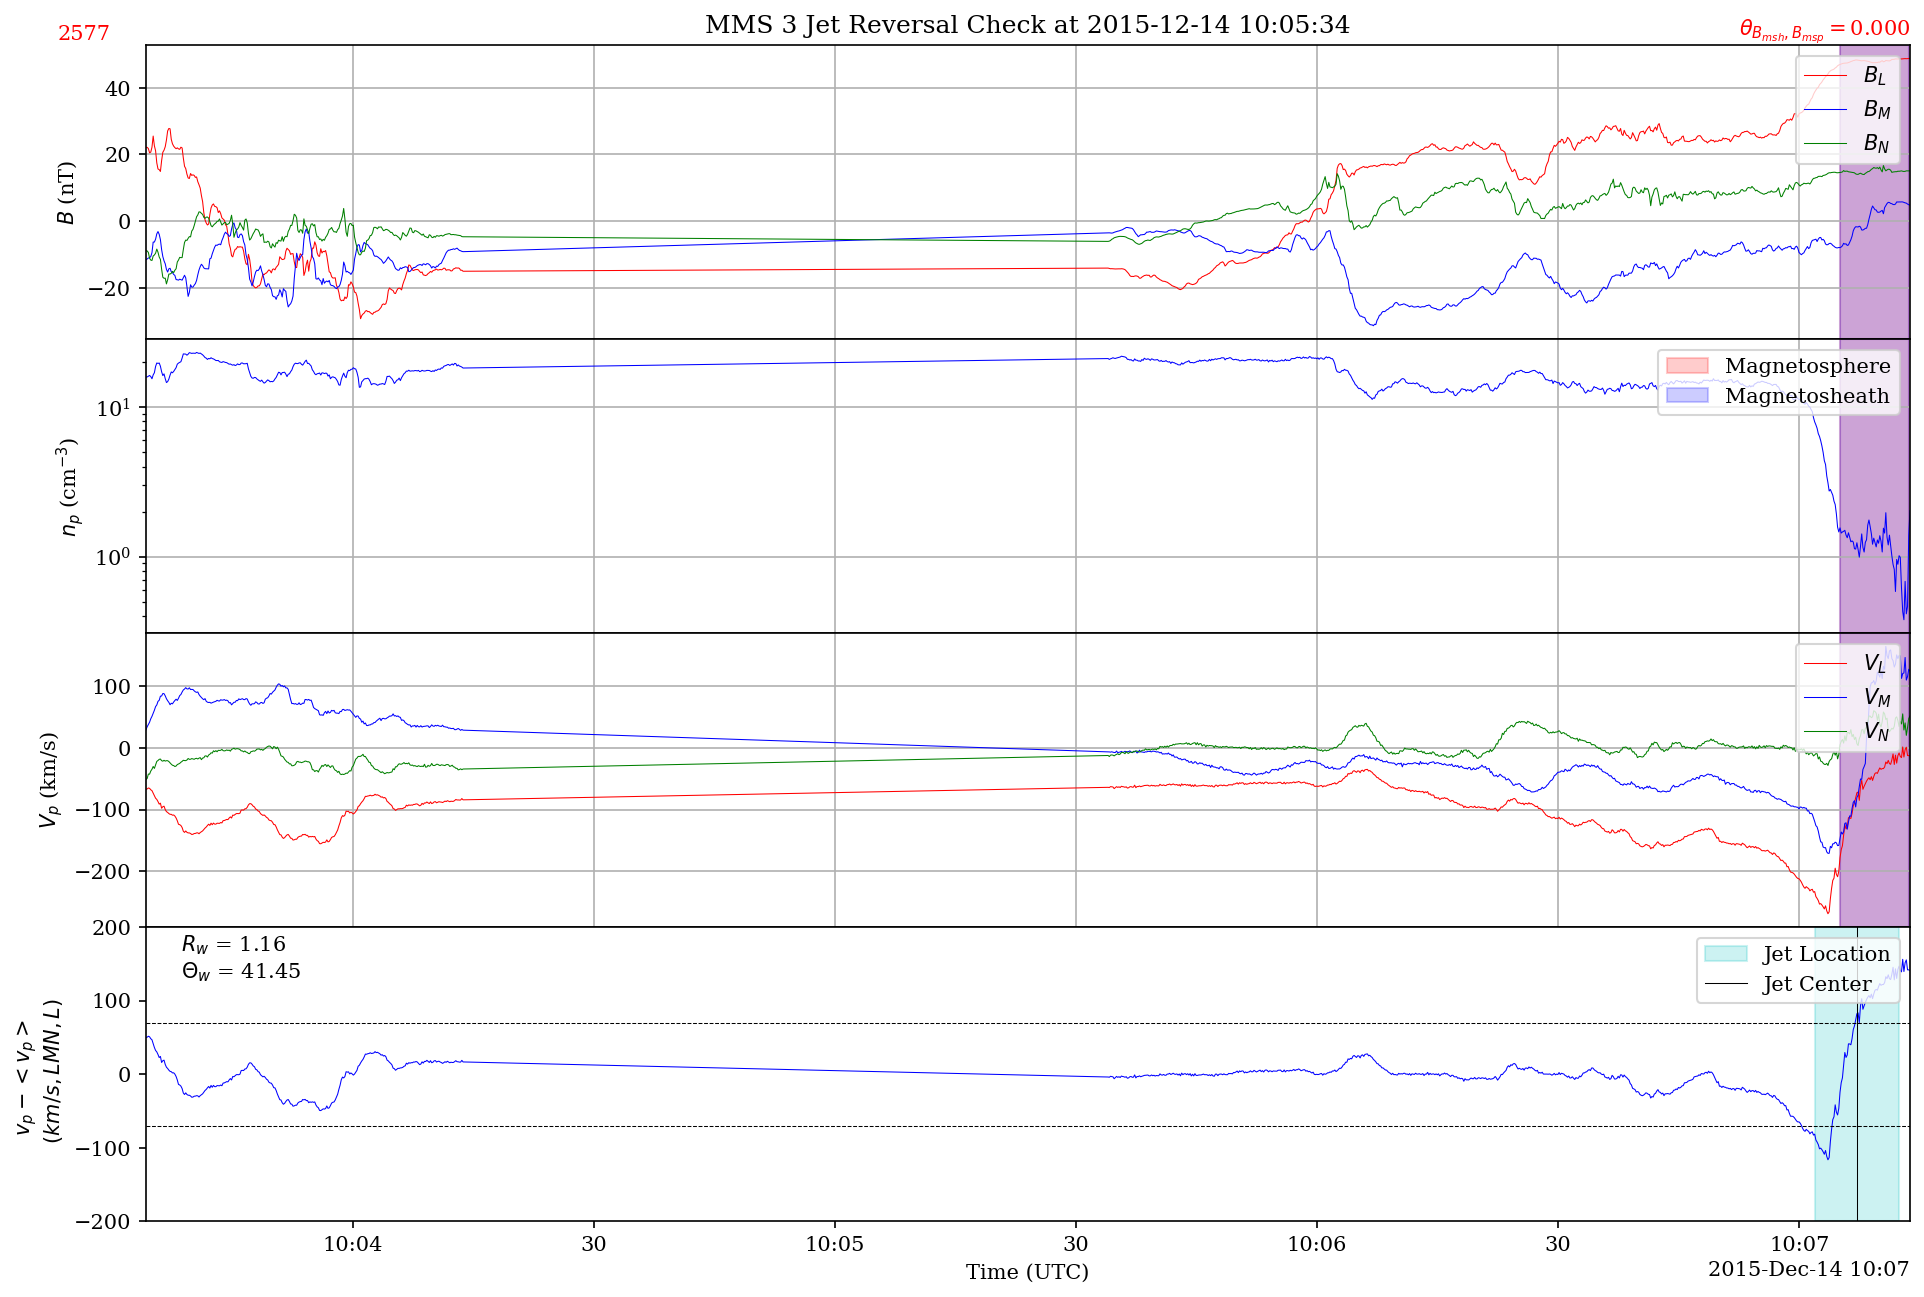 2577
MMS 3 Jet Reversal Check at 2015-12-14 10:05:34
θ_{B_{msh}, B_{msp}} = 0.000
B (nT)
40
20
0
−20
B_L
B_M
B_N
n_p (cm^{−3})
10^1
10^0
Magnetosphere
Magnetosheath
V_p (km/s)
100
0
−100
−200
V_L
V_M
V_N
v_p − < v_p >
(km/s, LMN, L)
200
100
0
−100
−200
R_w = 1.16
Θ_w = 41.45
Jet Location
Jet Center
10:04
30
10:05
30
10:06
30
10:07
Time (UTC)
2015-Dec-14 10:07